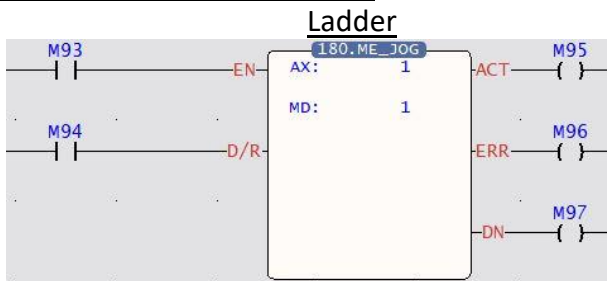 Ladder
M93
180.ME_JOG
M95
EN
AX: 1
ACT
MD: 1
M94
M96
D/R
ERR
M97
DN